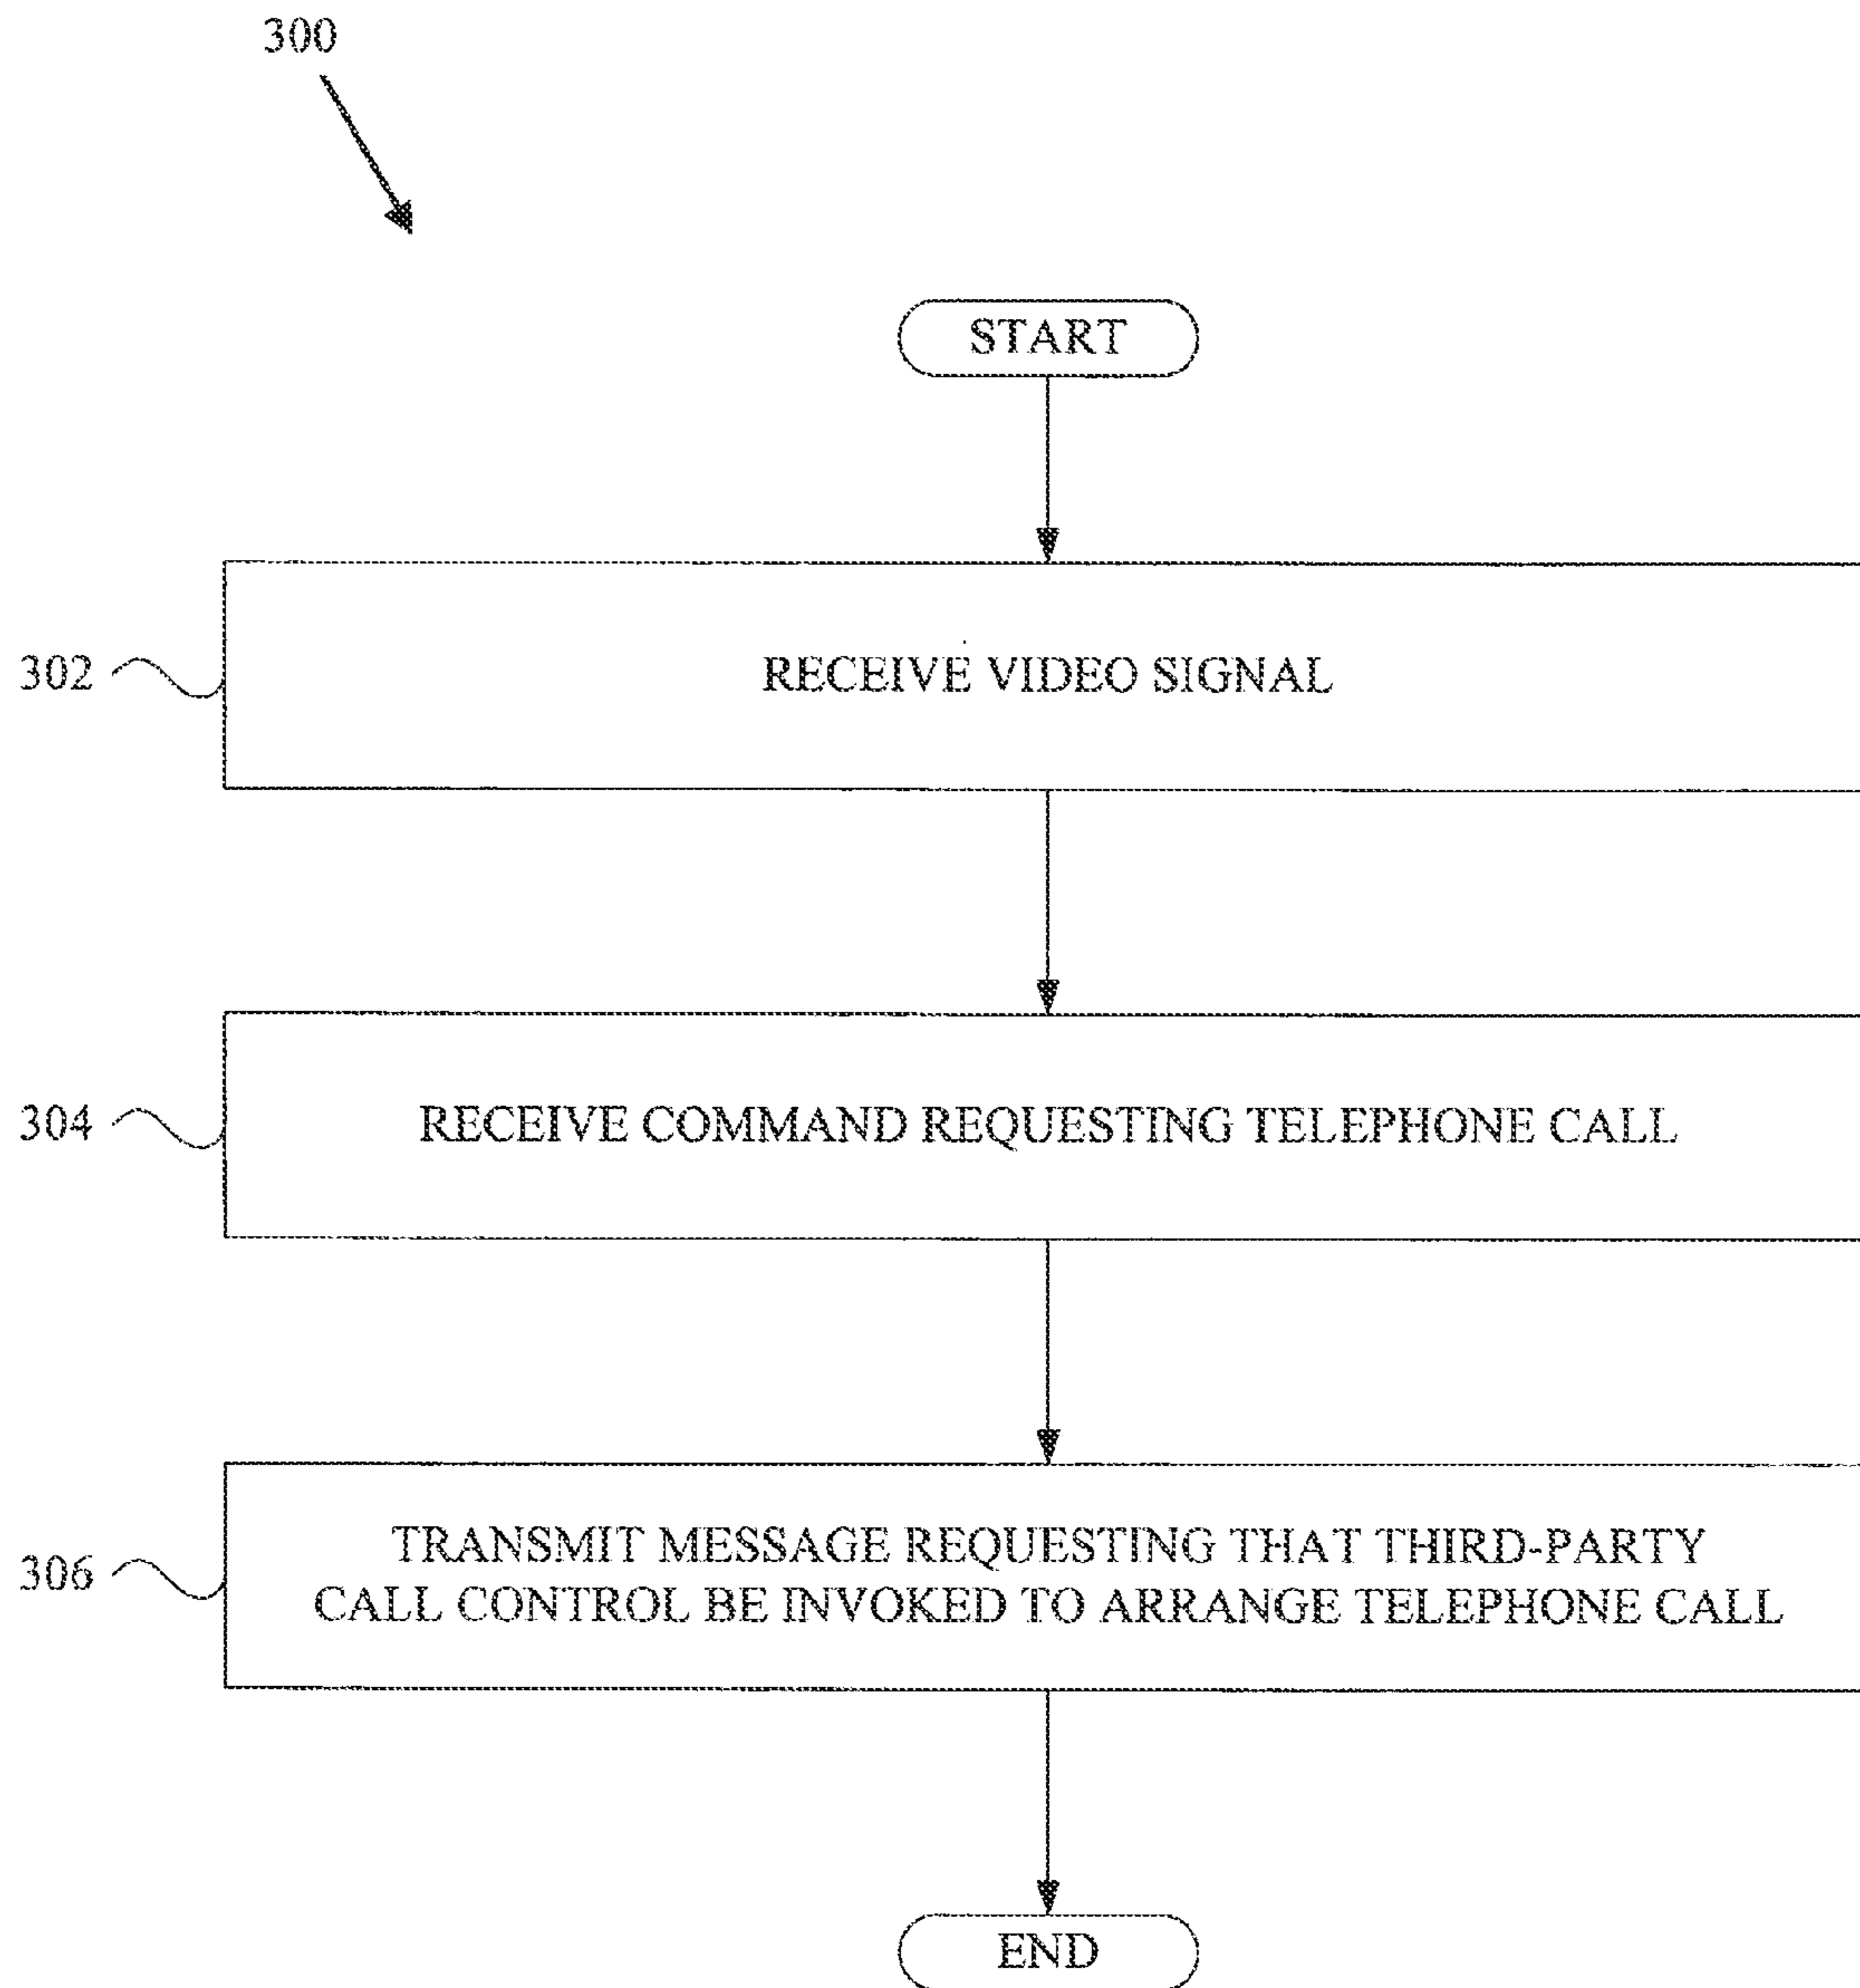 300
START
302
RECEIVE VIDEO SIGNAL
304
RECEIVE COMMAND REQUESTING TELEPHONE CALL
306
TRANSMIT MESSAGE REQUESTING THAT THIRD-PARTY
CALL CONTROL BE INVOKED TO ARRANGE TELEPHONE CALL
END